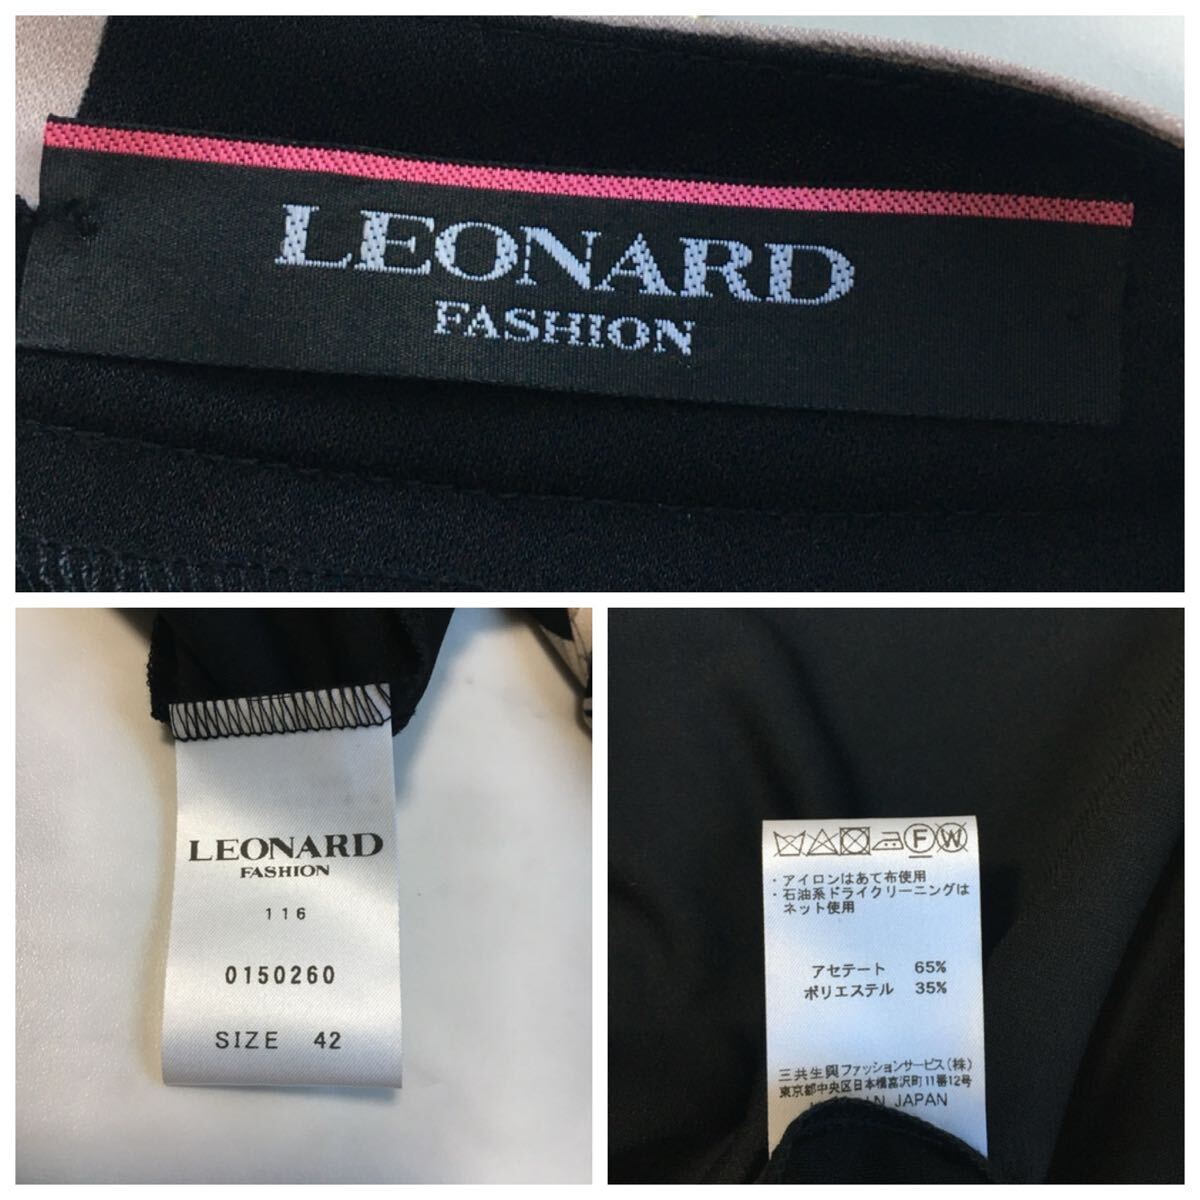 LEONARD
FASHION
LEONARD
FASHION
116
0150260
SIZE 42
F W
・アイロンはあて布使用
・石油系ドライクリーニングは
ネット使用
アセテート 65%
ポリエステル 35%
三共生興ファッションサービス(株)
東京都中央区日本橋富沢町11番12号
IN JAPAN